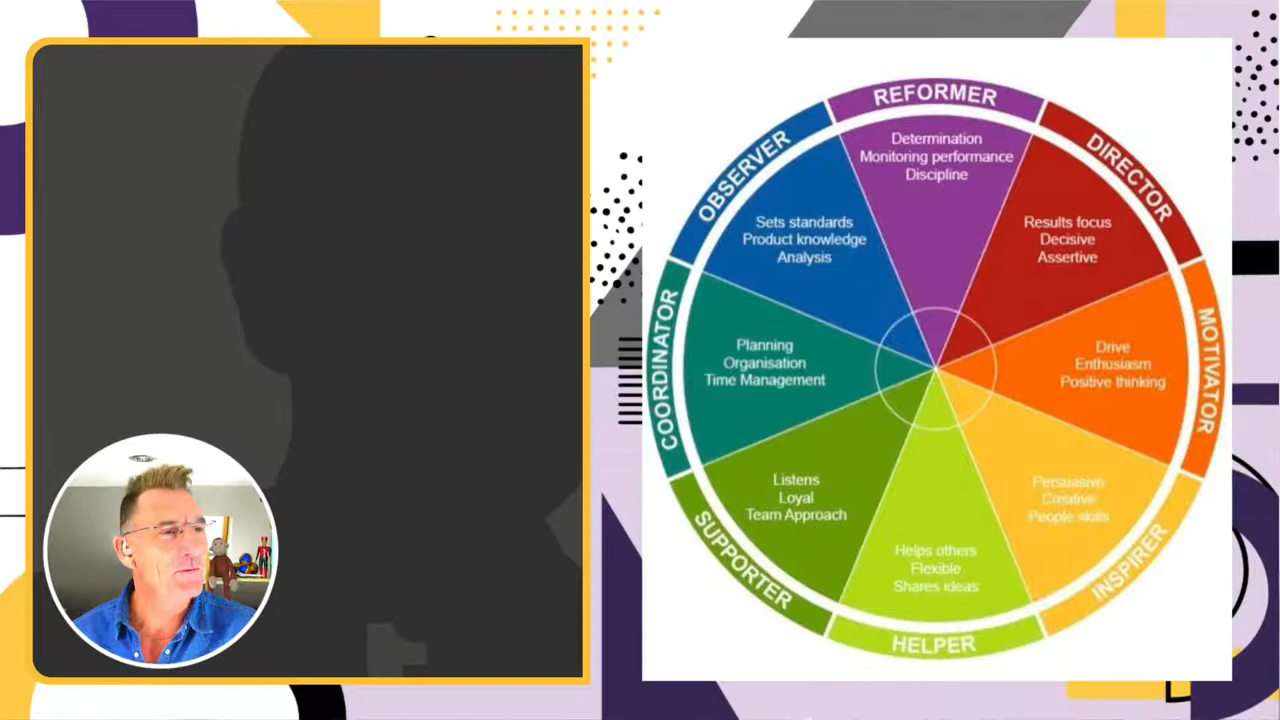 REFORMER
Determination
Monitoring performance
Discipline
DIRECTOR
Results focus
Decisive
Assertive
MOTIVATOR
Drive
Enthusiasm
Positive thinking
INSPIRER
Persuasive
Creative
People skills
HELPER
Helps others
Flexible
Shares ideas
SUPPORTER
Listens
Loyal
Team Approach
COORDINATOR
Planning
Organisation
Time Management
OBSERVER
Sets standards
Product knowledge
Analysis